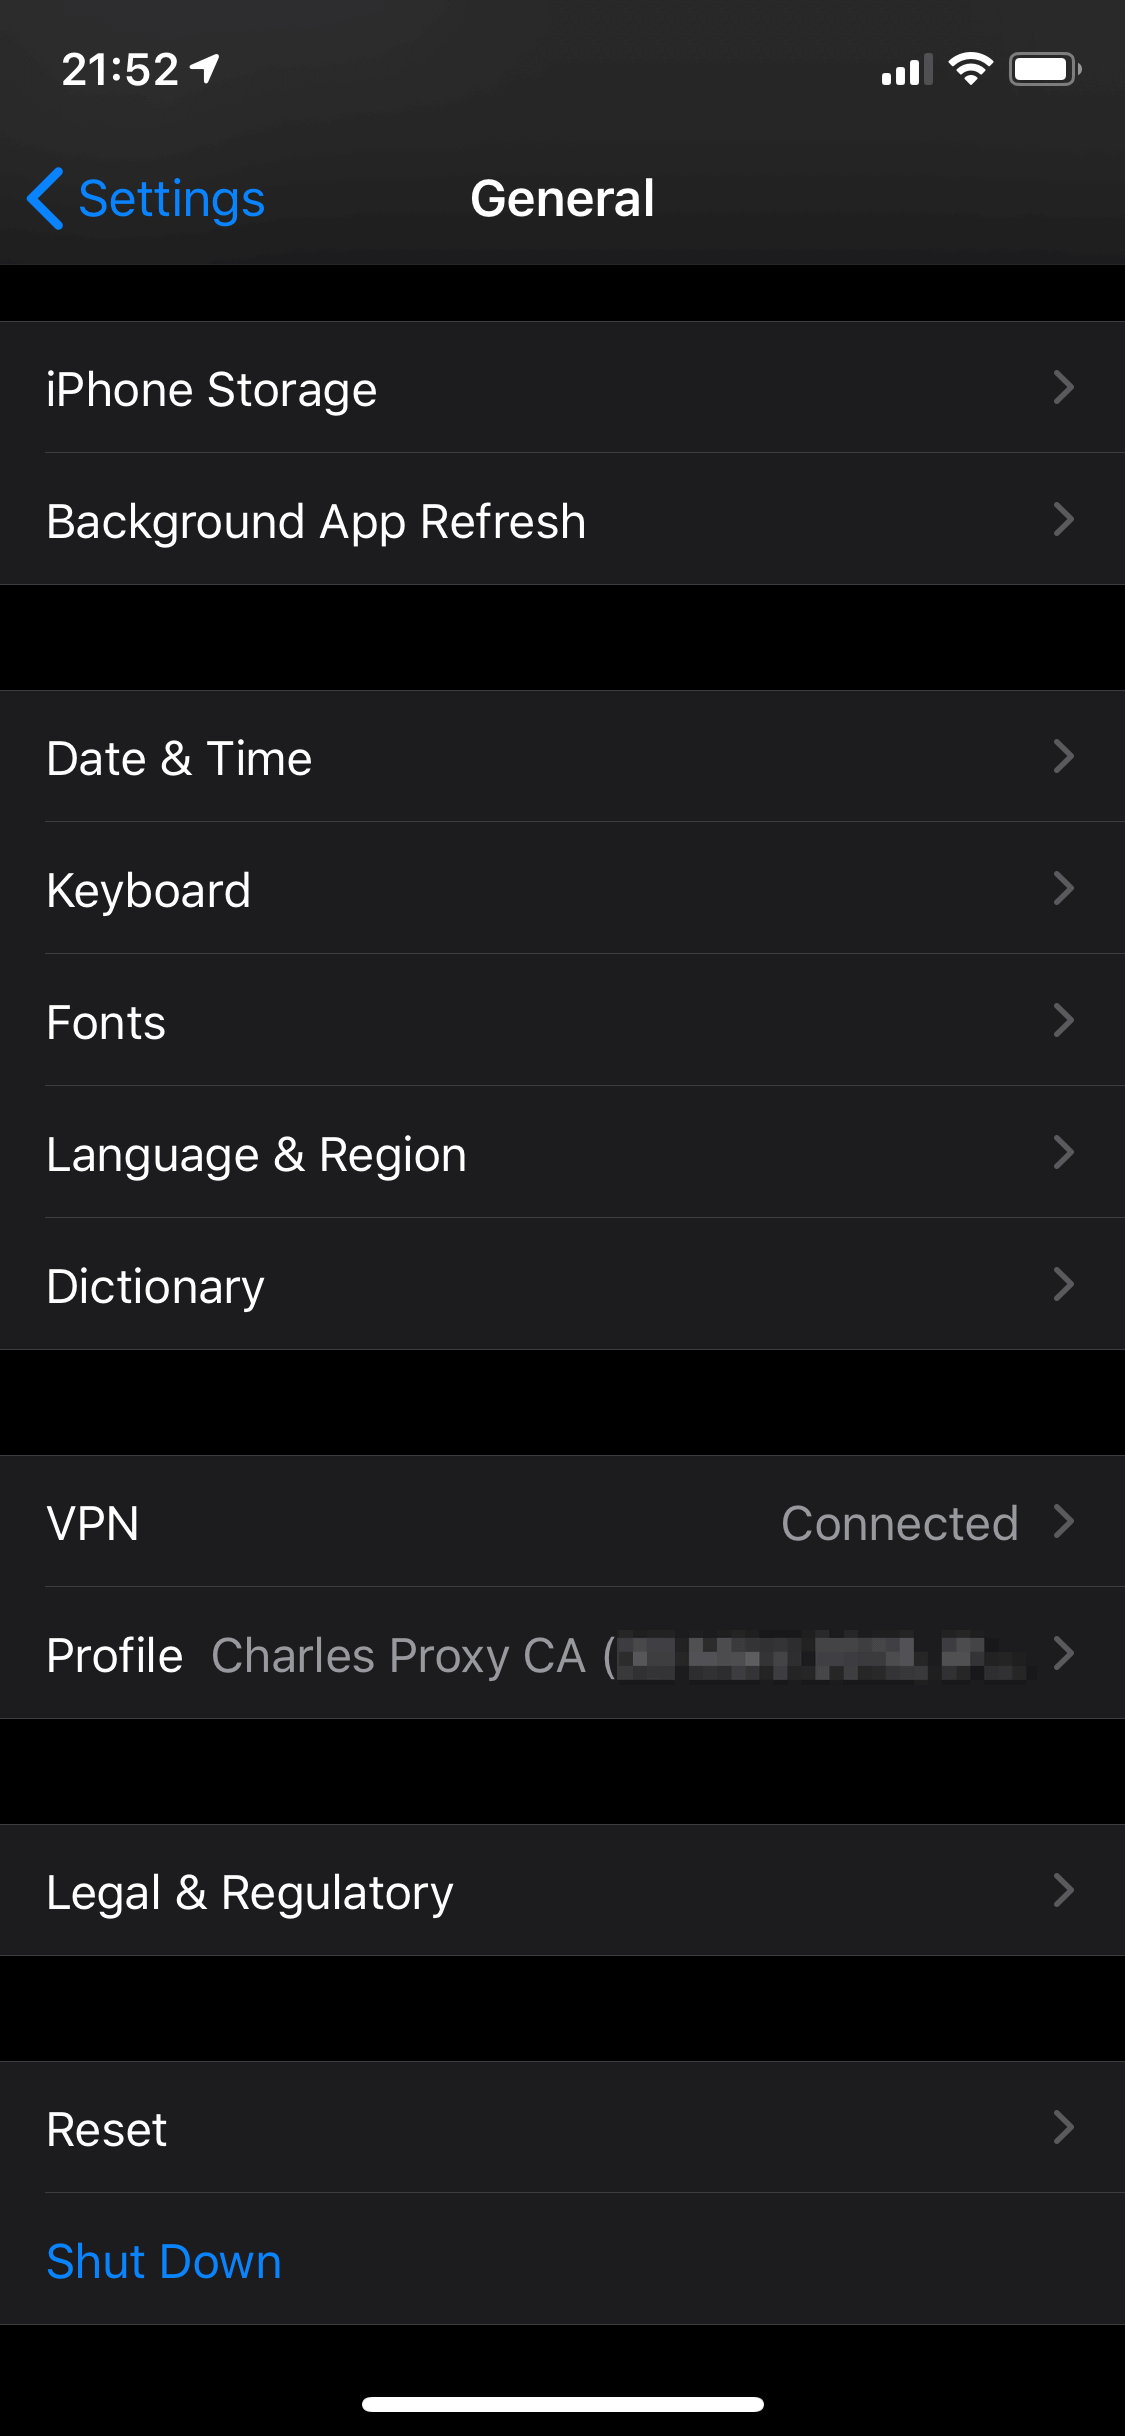 21:52
Settings
General
iPhone Storage
Background App Refresh
Date & Time
Keyboard
Fonts
Language & Region
Dictionary
VPN Connected
Profile Charles Proxy CA (
Legal & Regulatory
Reset
Shut Down